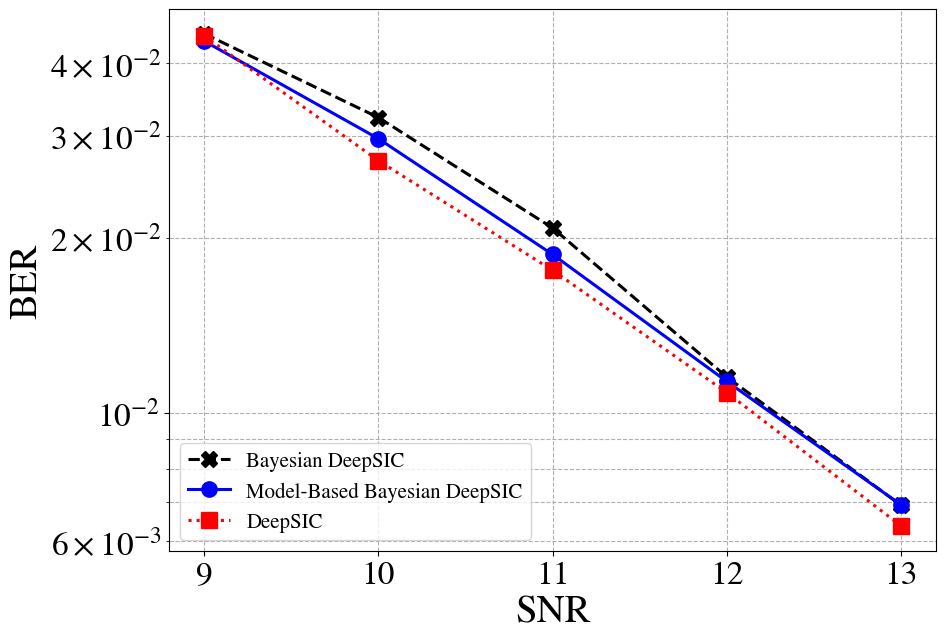 4×10⁻²
3×10⁻²
2×10⁻²
10⁻²
6×10⁻³
BER
Bayesian DeepSIC
Model-Based Bayesian DeepSIC
DeepSIC
9 10 11 12 13
SNR